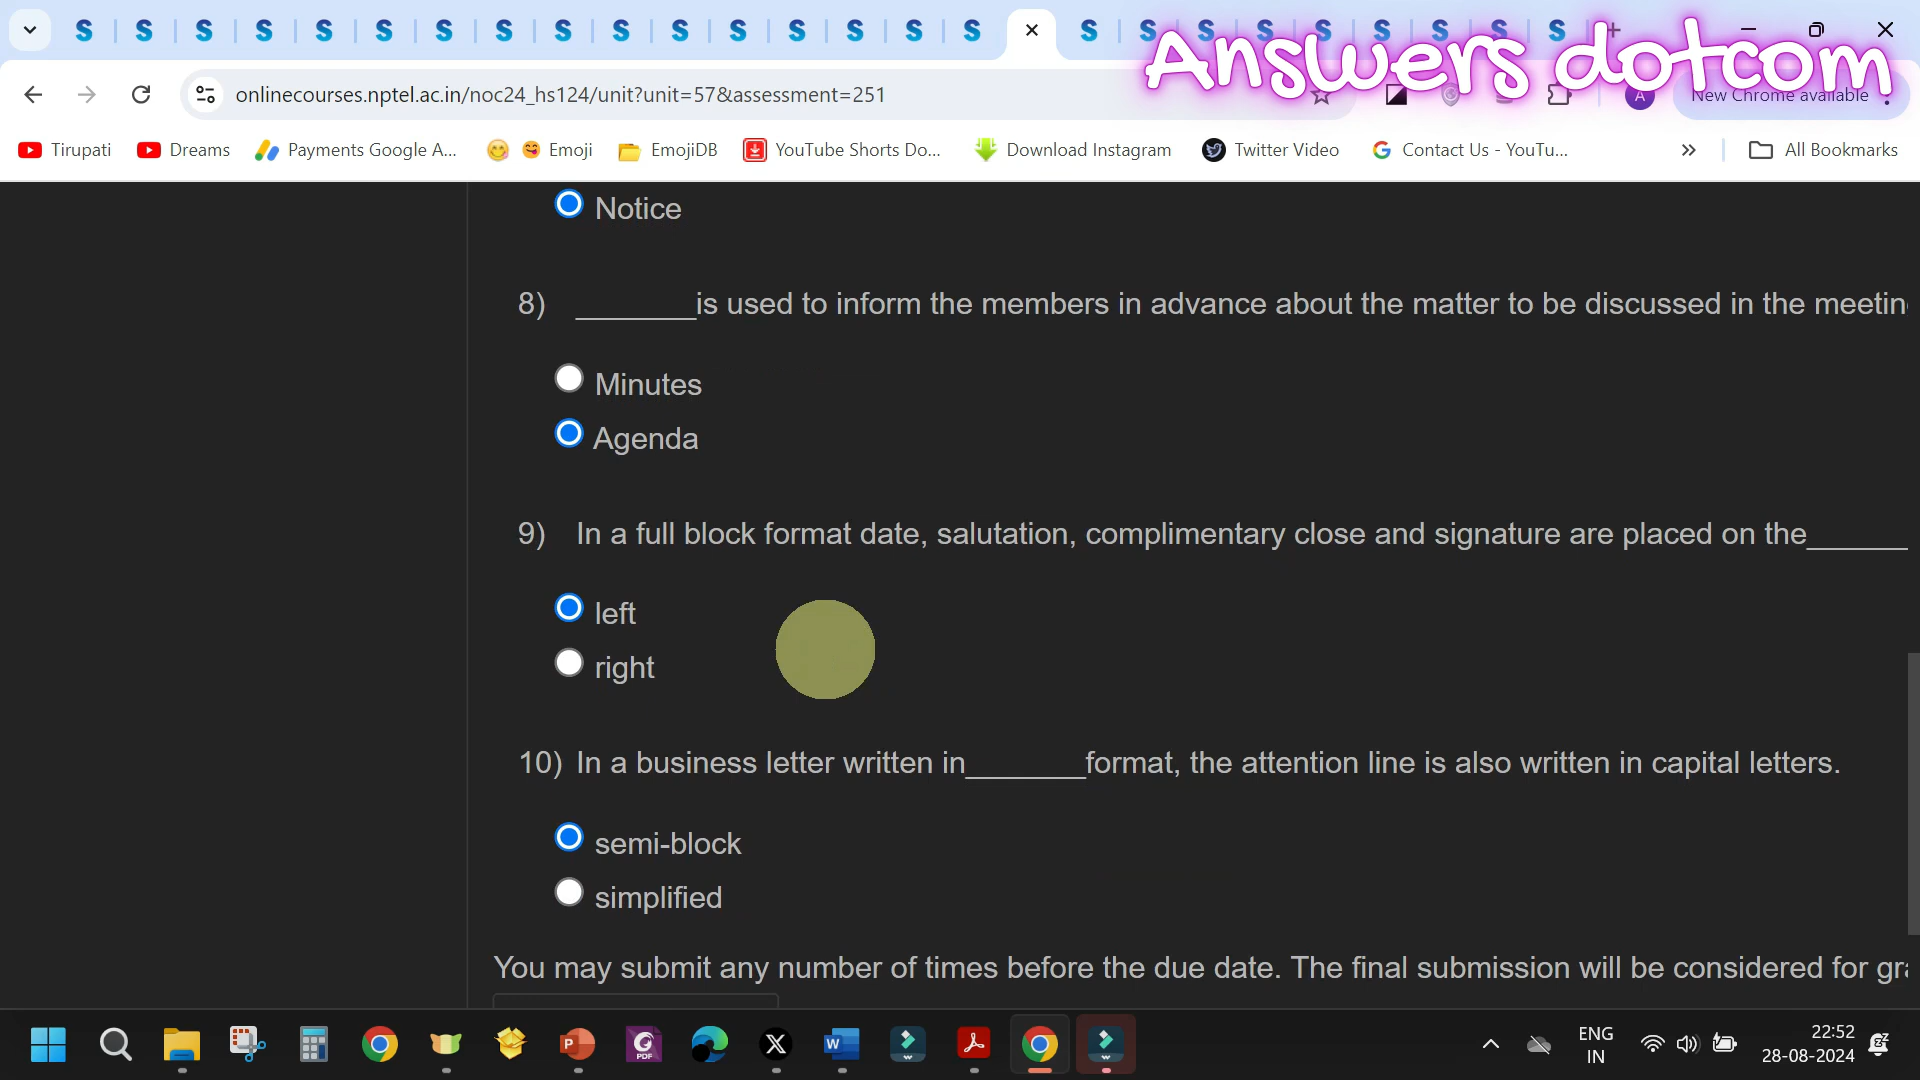 Answers dotcom
onlinecourses.nptel.ac.in/noc24_hs124/unit?unit=57&assessment=251
A
New Chrome available
Tirupati
Dreams
Payments Google A...
Emoji
EmojiDB
YouTube Shorts Do...
Download Instagram
Twitter Video
Contact Us - YouTu...
All Bookmarks
Notice
8) ________is used to inform the members in advance about the matter to be discussed in the meetin
Minutes
Agenda
9) In a full block format date, salutation, complimentary close and signature are placed on the_______
left
right
10) In a business letter written in________format, the attention line is also written in capital letters.
semi-block
simplified
You may submit any number of times before the due date. The final submission will be considered for gr
ENG
IN
22:52
28-08-2024